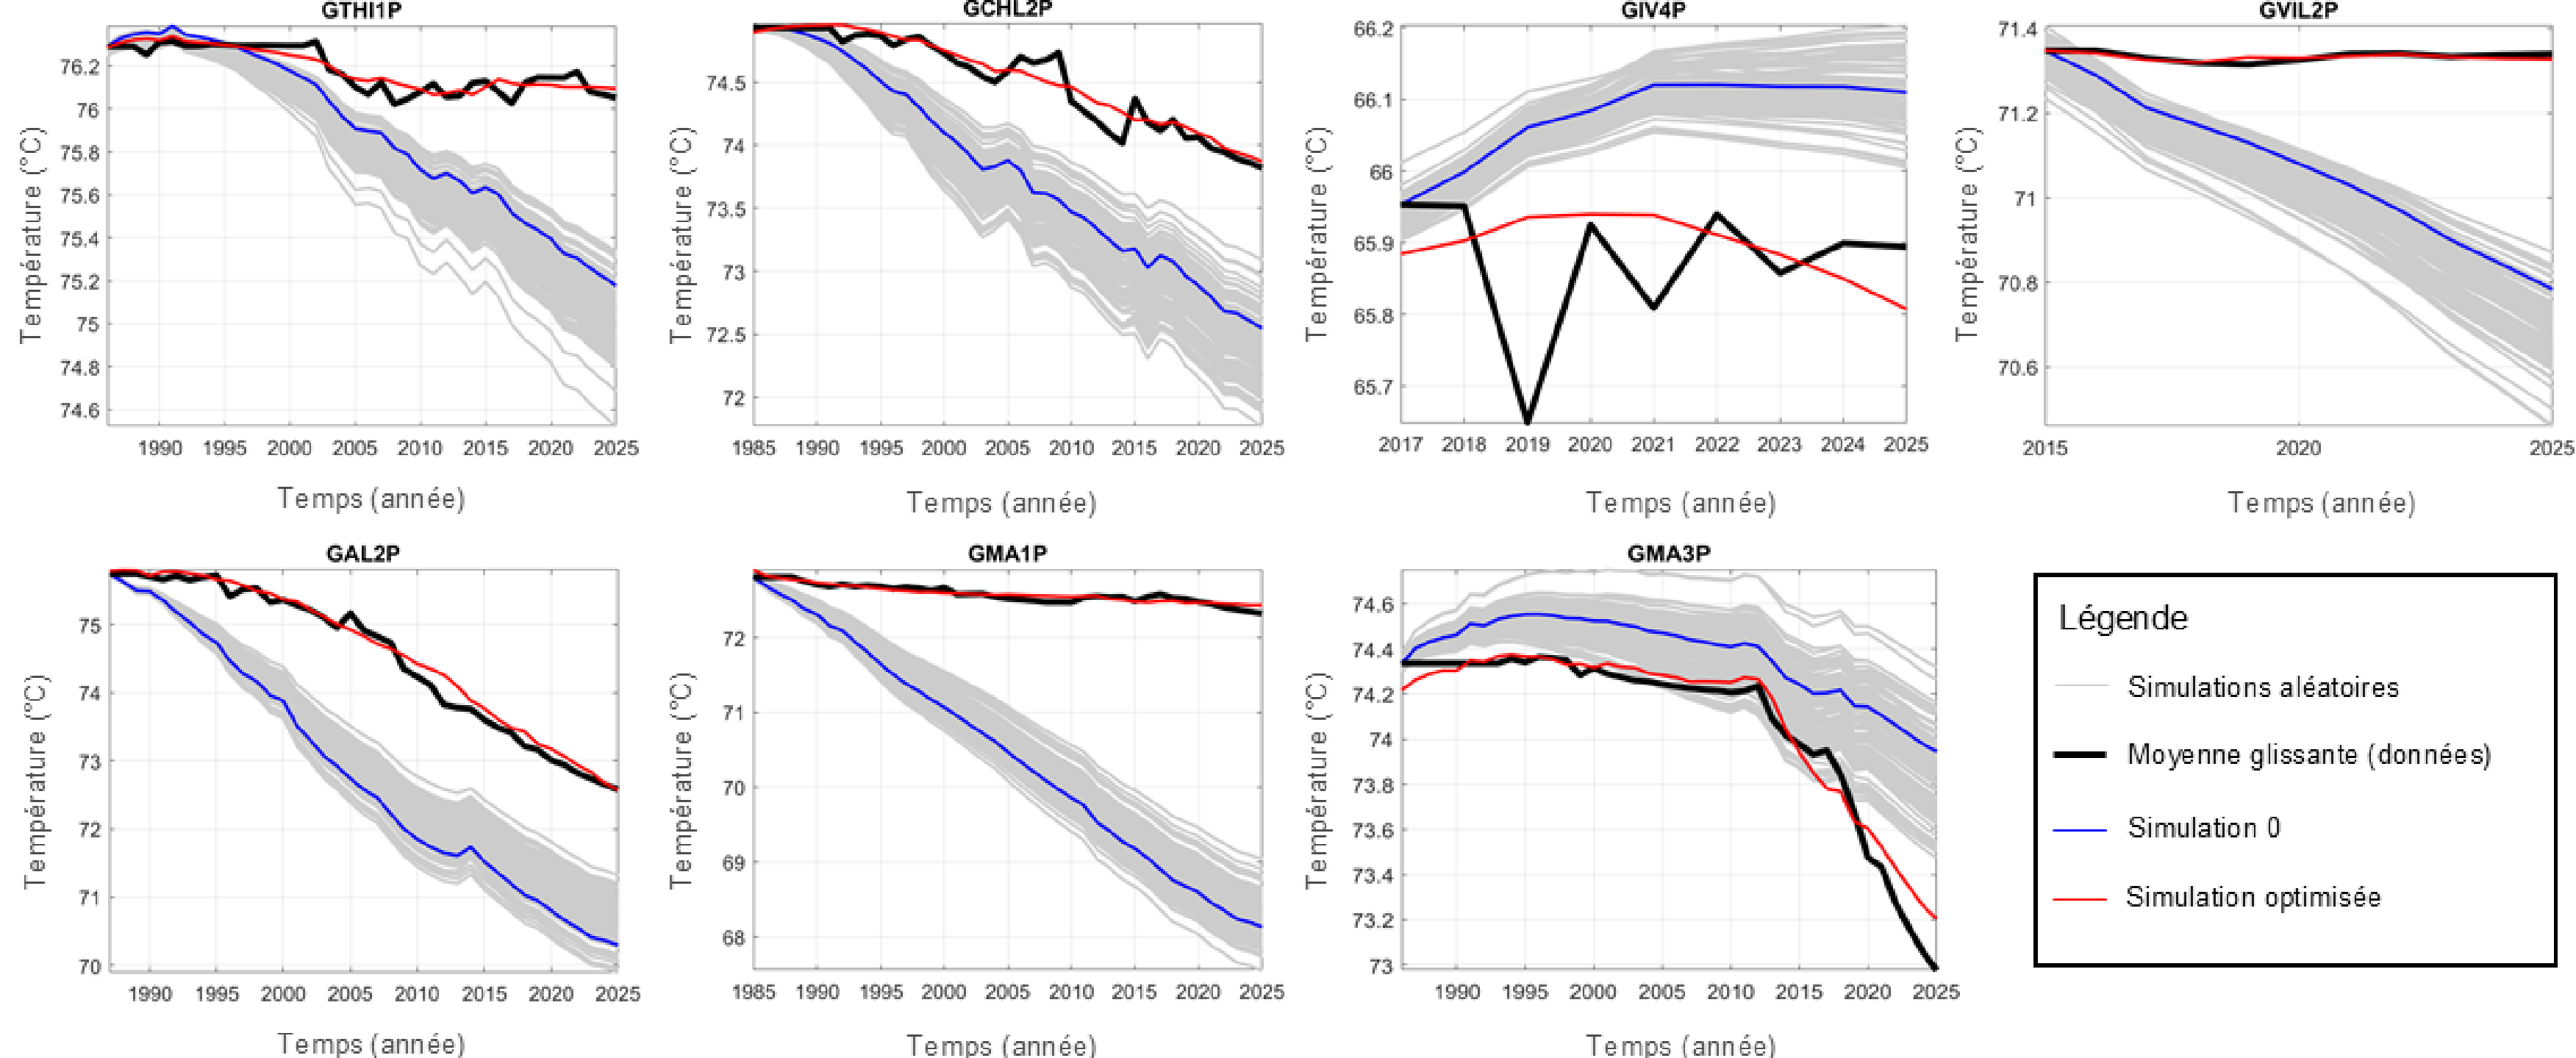 GTHI1P
GCHL2P
GIV4P
GVIL2P
Température (°C)
76.2
76
75.8
75.6
75.4
75.2
75
74.8
74.6
1990 1995 2000 2005 2010 2015 2020 2025
Temps (année)
Température (°C)
74.5
74
73.5
73
72.5
72
1985 1990 1995 2000 2005 2010 2015 2020 2025
Temps (année)
Température (°C)
66.2
66.1
66
65.9
65.8
65.7
2017 2018 2019 2020 2021 2022 2023 2024 2025
Temps (année)
Température (°C)
71.4
71.2
71
70.8
70.6
2015 2020 2025
Temps (année)
GAL2P
GMA1P
GMA3P
Température (°C)
75
74
73
72
71
70
1990 1995 2000 2005 2010 2015 2020 2025
Temps (année)
Température (°C)
72
71
70
69
68
1985 1990 1995 2000 2005 2010 2015 2020 2025
Temps (année)
Température (°C)
74.6
74.4
74.2
74
73.8
73.6
73.4
73.2
73
1990 1995 2000 2005 2010 2015 2020 2025
Temps (année)
Légende
Simulations aléatoires
Moyenne glissante (données)
Simulation 0
Simulation optimisée